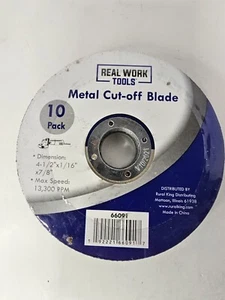 REAL WORK
TOOLS
Metal Cut-off Blade
10
Pack
• Dimension:
4-1/2"x1/16"
x7/8"
• Max Speed:
13,300 RPM
DISTRIBUTED BY
Rural King Distributing
Mattoon, Illinois 61938
www.ruralking.com
Made in China
66091